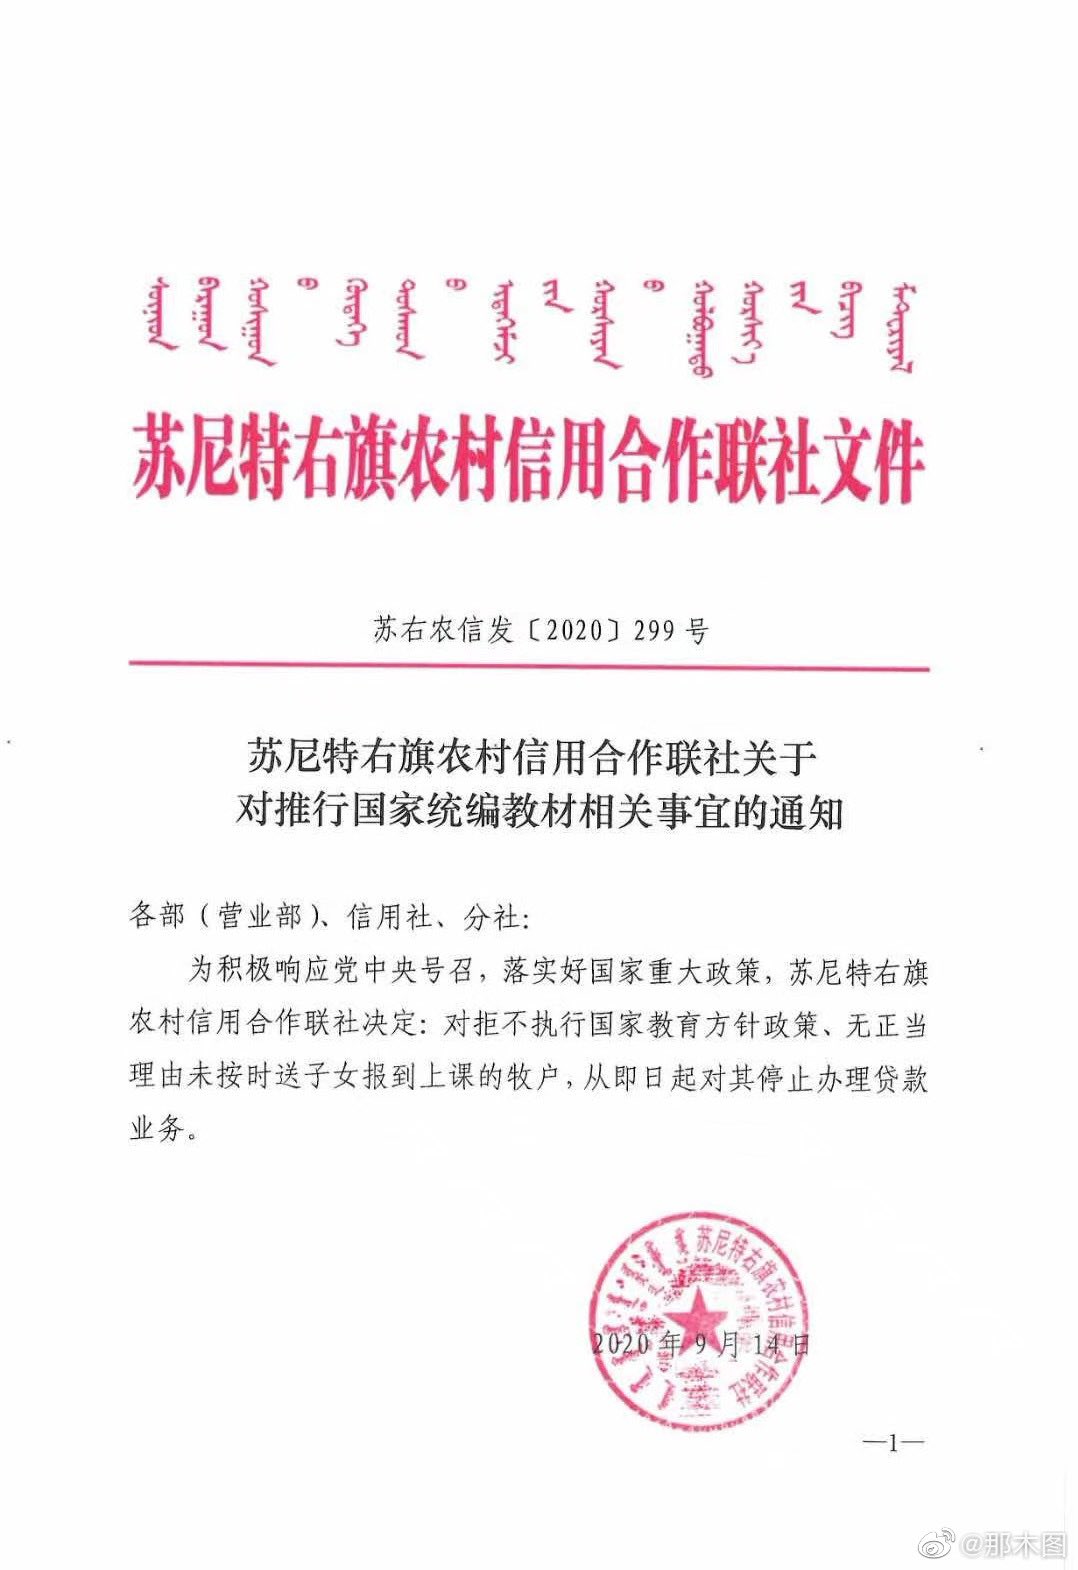 苏尼特右旗农村信用合作联社文件
苏右农信发〔2020〕299号
苏尼特右旗农村信用合作联社关于
对推行国家统编教材相关事宜的通知
各部（营业部）、信用社、分社：
为积极响应党中央号召，落实好国家重大政策，苏尼特右旗
农村信用合作联社决定：对拒不执行国家教育方针政策、无正当
理由未按时送子女报到上课的牧户，从即日起对其停止办理贷款
业务。
苏尼特右旗农村信用合作联社
2020年9月14日
—1—
@那木图